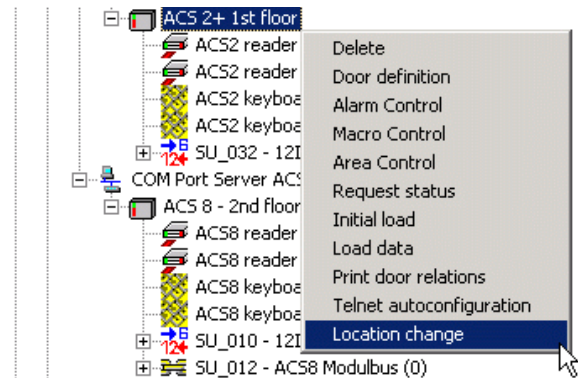 ACS 2+ 1st floor
ACS2 reader
ACS2 reader
ACS2 keyboa
ACS2 keyboa
SU_032 - 12I
COM Port Server ACS
ACS 8 - 2nd floor
ACS8 reader
ACS8 reader
ACS8 keyboa
ACS8 keyboa
SU_010 - 12I
SU_012 - ACS8 Modulbus (0)
Delete
Door definition
Alarm Control
Macro Control
Area Control
Request status
Initial load
Load data
Print door relations
Telnet autoconfiguration
Location change